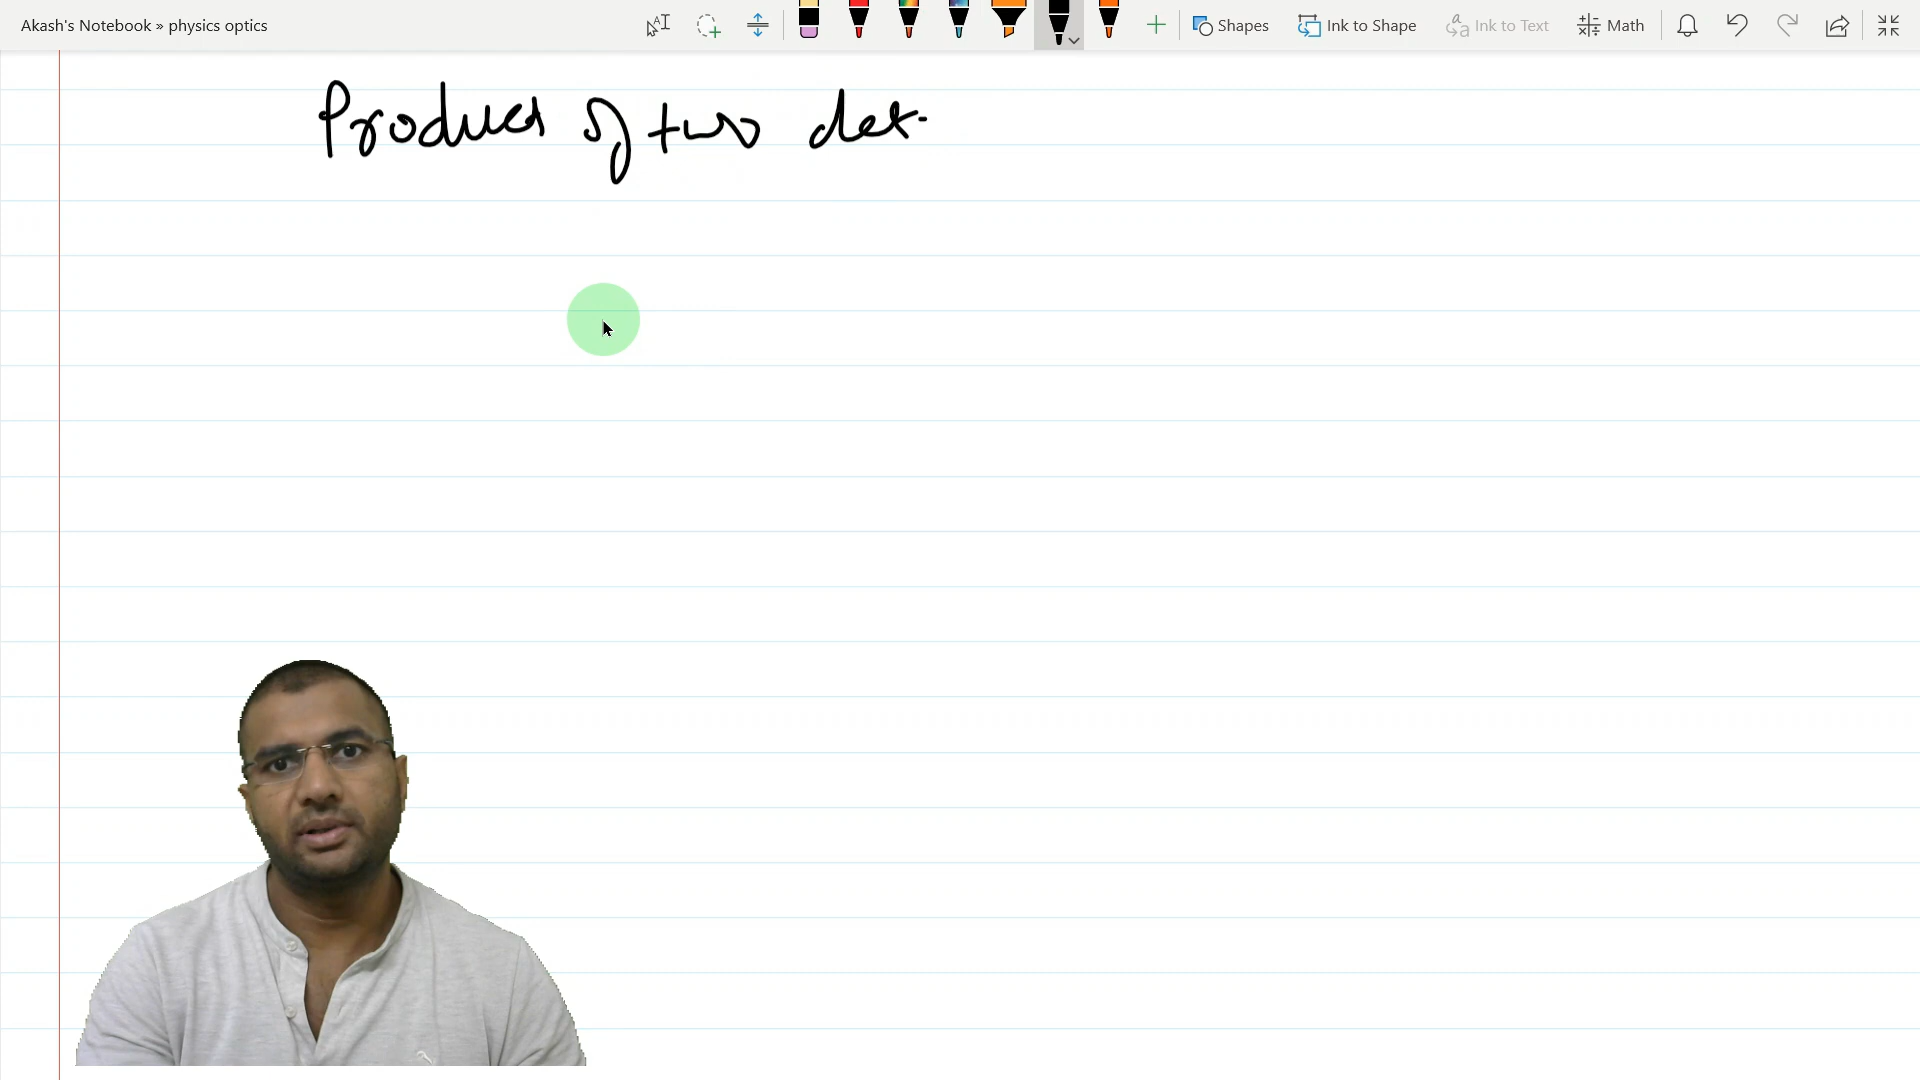 Akash's Notebook » physics optics
Shapes
Ink to Shape
Ink to Text
Math
Product of two det.